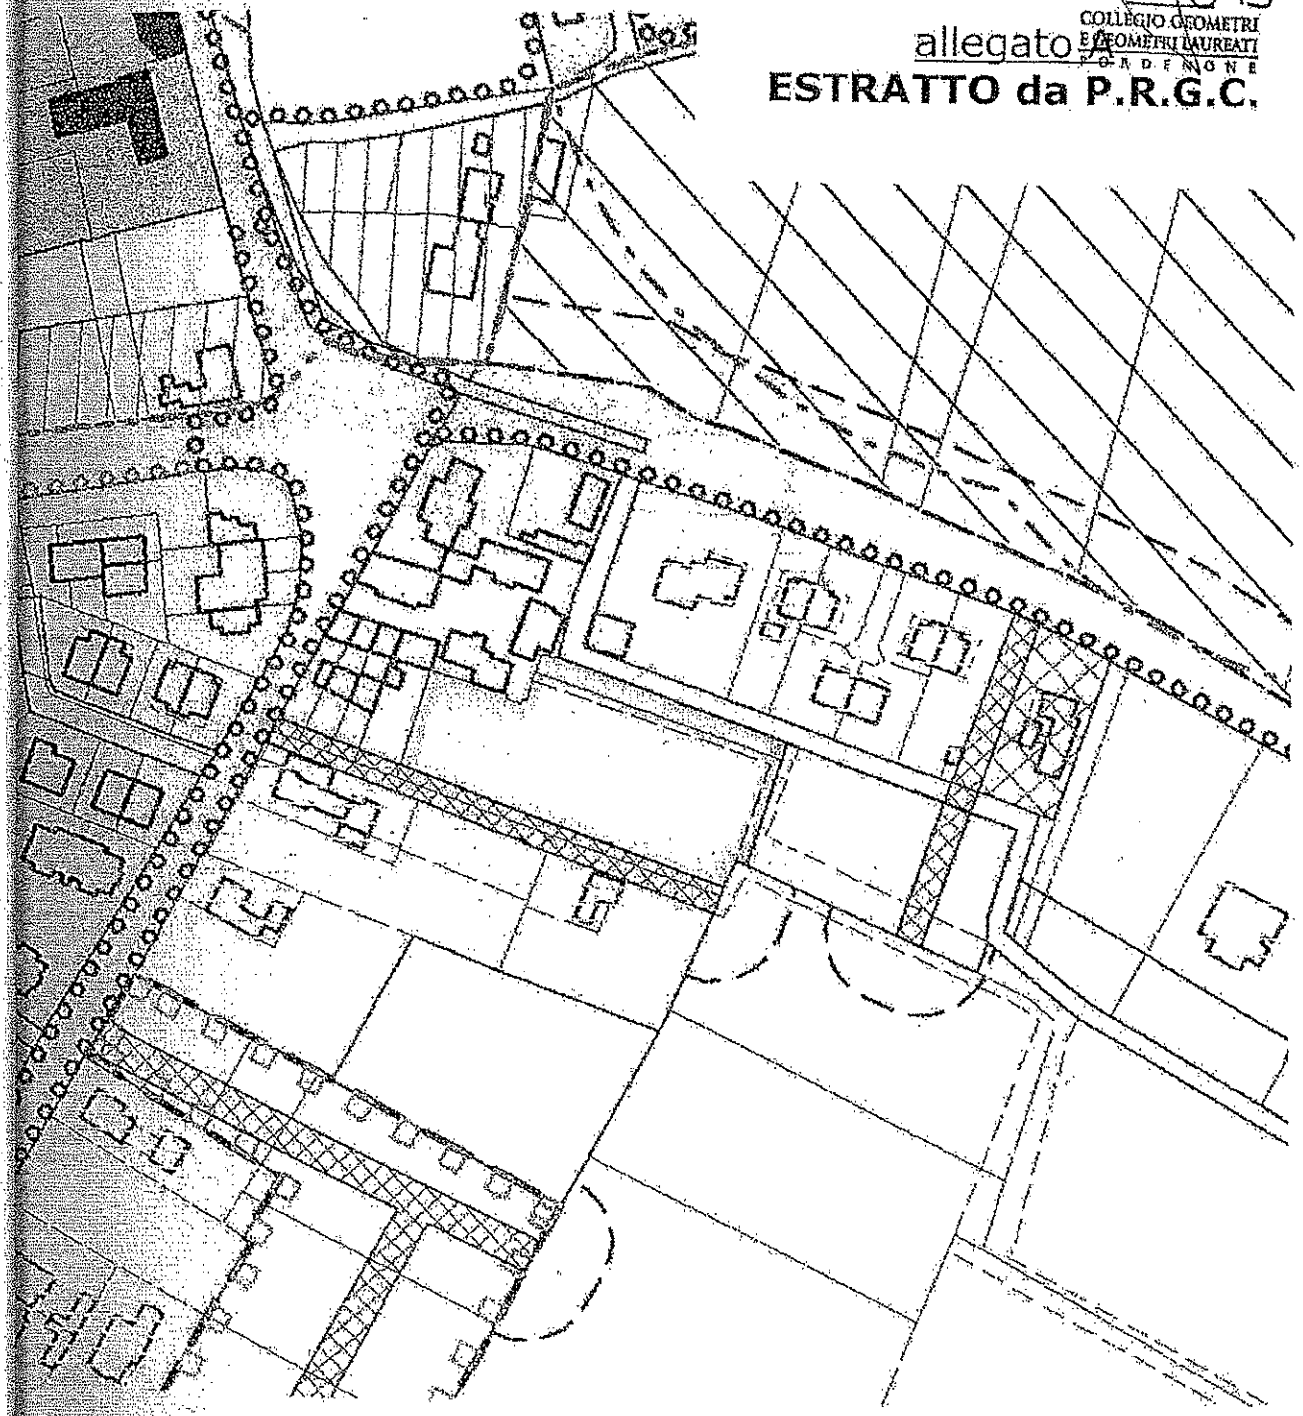 COLLEGIO GEOMETRI
E GEOMETRI LAUREATI
PORDENONE
allegato A
ESTRATTO da P.R.G.C.